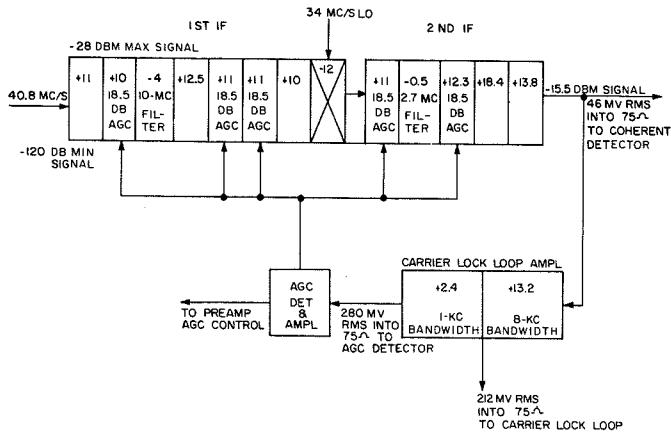 34 MC/S LO
1ST IF
2 ND IF
-28 DBM MAX SIGNAL
+11
+10
18.5
DB
AGC
-4
10-MC
FIL-
TER
+12.5
+11
18.5
DB
AGC
+11
18.5
DB
AGC
+10
-12
+11
18.5
DB
AGC
-0.5
2.7 MC
FIL-
TER
+12.3
18.5
DB
AGC
+18.4
+13.8
40.8 MC/S
-120 DB MIN
SIGNAL
-15.5 DBM SIGNAL
46 MV RMS
INTO 75Ω
TO COHERENT
DETECTOR
CARRIER LOCK LOOP AMPL
+2.4
1-KC
BANDWIDTH
+13.2
8-KC
BANDWIDTH
AGC
DET
&
AMPL
TO PREAMP
AGC CONTROL
280 MV
RMS INTO
75Ω TO
AGC DETECTOR
212 MV RMS
INTO 75Ω
TO CARRIER LOCK LOOP